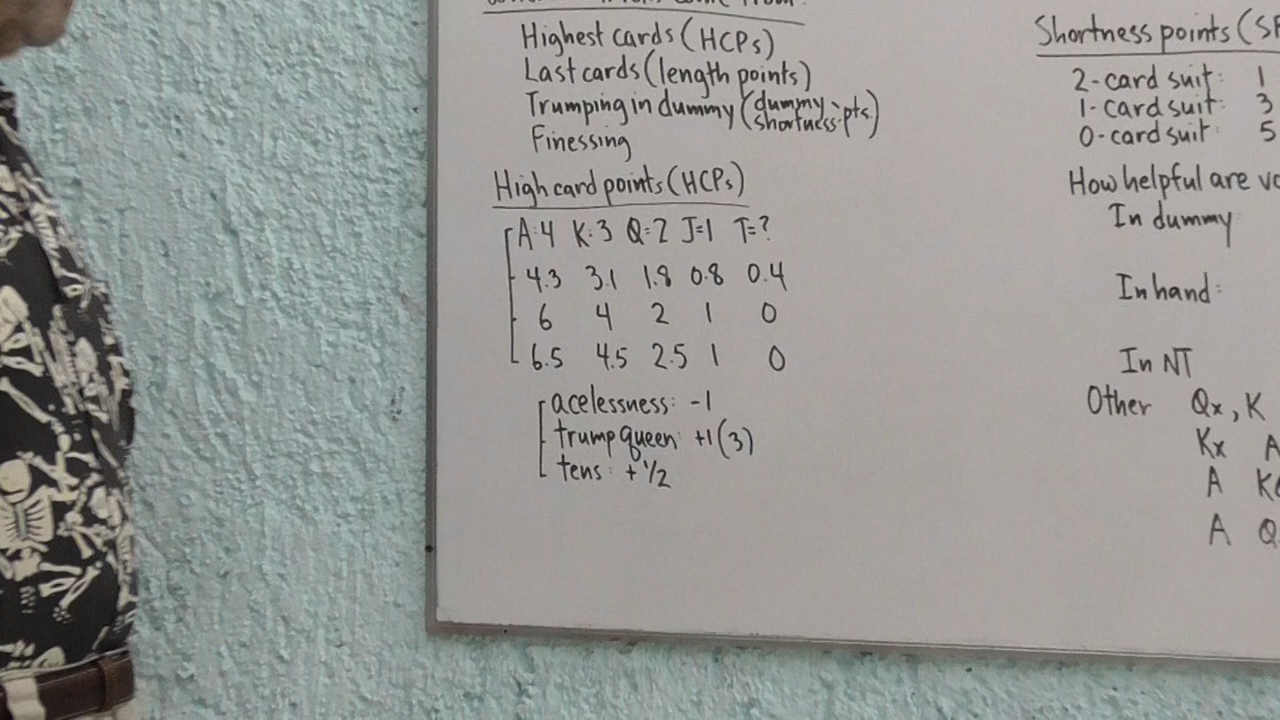 Highest cards (HCPs)
Last cards (length points)
Trumping in dummy (dummy shortness pts.)
Finessing
High card points (HCPs)
A:4 K:3 Q=2 J=1 T=?
4.3 3.1 1.8 0.8 0.4
6 4 2 1 0
6.5 4.5 2.5 1 0
acelessness: -1
trump queen: +1 (3)
tens: + 1/2
Shortness points (
2-card suit: 1
1-card suit: 3
0-card suit: 5
How helpful are
In dummy
In hand:
In NT
Other Qx, K
Kx A
A K
A Q